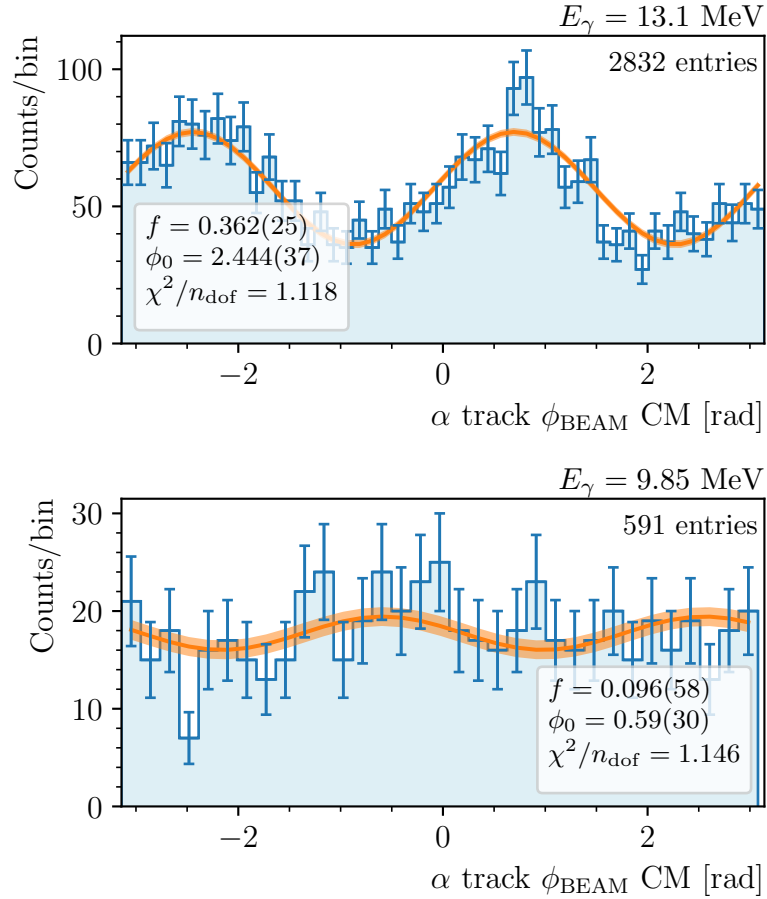 E_γ = 13.1 MeV
2832 entries
Counts/bin
100
50
0
f = 0.362(25)
ϕ₀ = 2.444(37)
χ²/n_dof = 1.118
−2 0 2
α track ϕ_BEAM CM [rad]
E_γ = 9.85 MeV
591 entries
Counts/bin
30
20
10
0
f = 0.096(58)
ϕ₀ = 0.59(30)
χ²/n_dof = 1.146
−2 0 2
α track ϕ_BEAM CM [rad]